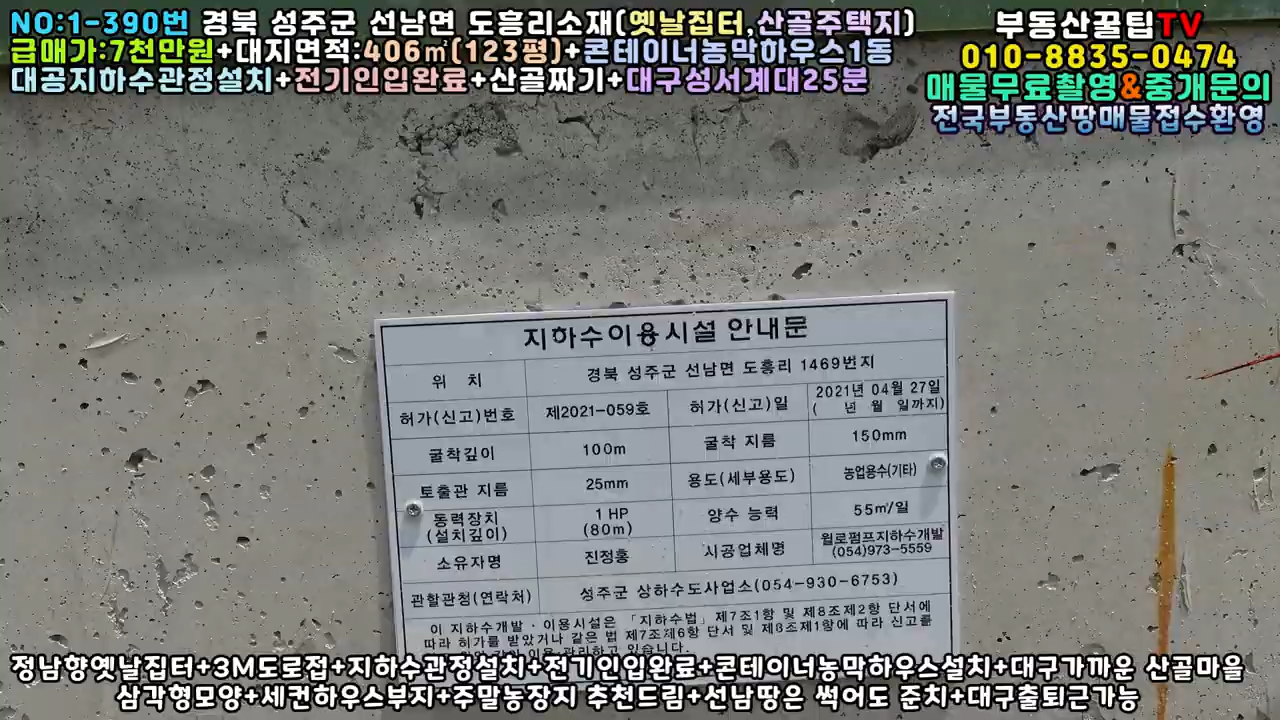 NO:1-390번 경북 성주군 선남면 도흥리소재(옛날집터,산골주택지)
급매가:7천만원+대지면적:406㎡(123평)+콘테이너농막하우스1동
대공지하수관정설치+전기인입완료+산골짜기+대구성서계대25분
부동산꿀팁TV
010-8835-0474
매물무료촬영&중개문의
전국부동산땅매물접수환영
지하수이용시설 안내문
위 치 경북 성주군 선남면 도흥리 1469번지
허가(신고)번호 제2021-059호 허가(신고)일 2021년 04월 27일
( 년 월 일까지)
굴착깊이 100m 굴착 지름 150mm
토출관 지름 25mm 용도(세부용도) 농업용수(기타)
동력장치 1 HP 양수 능력 55㎥/일
(설치깊이) (80m)
소유자명 진정홍 시공업체명 월로펌프지하수개발
(054)973-5559
관할관청(연락처) 성주군 상하수도사업소(054-930-6753)
이 지하수개발·이용시설은 「지하수법」 제7조1항 및 제8조제2항 단서에
따라 허가를 받았거나 같은 법 제7조제6항 단서 및 제8조제1항에 따라 신고를
이용·관리하고 있습니다.
정남향옛날집터+3M도로접+지하수관정설치+전기인입완료+콘테이너농막하우스설치+대구가까운 산골마을
삼각형모양+세컨하우스부지+주말농장지 추천드림+선남땅은 썩어도 준치+대구출퇴근가능